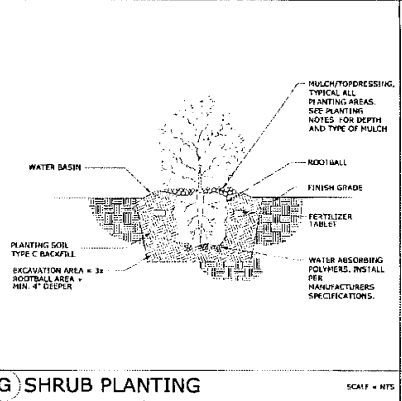 MULCH/TOPDRESSING,
TYPICAL ALL
PLANTING AREAS.
SEE PLANTING
NOTES FOR DEPTH
AND TYPE OF MULCH
WATER BASIN
ROOTBALL
FINISH GRADE
FERTILIZER
TABLET
PLANTING SOIL
TYPE C BACKFILL
EXCAVATION AREA = 3x
ROOTBALL AREA +
MIN. 4" DEEPER
WATER ABSORBING
POLYMERS. INSTALL
PER
MANUFACTURERS
SPECIFICATIONS.
G SHRUB PLANTING
SCALE = NTS